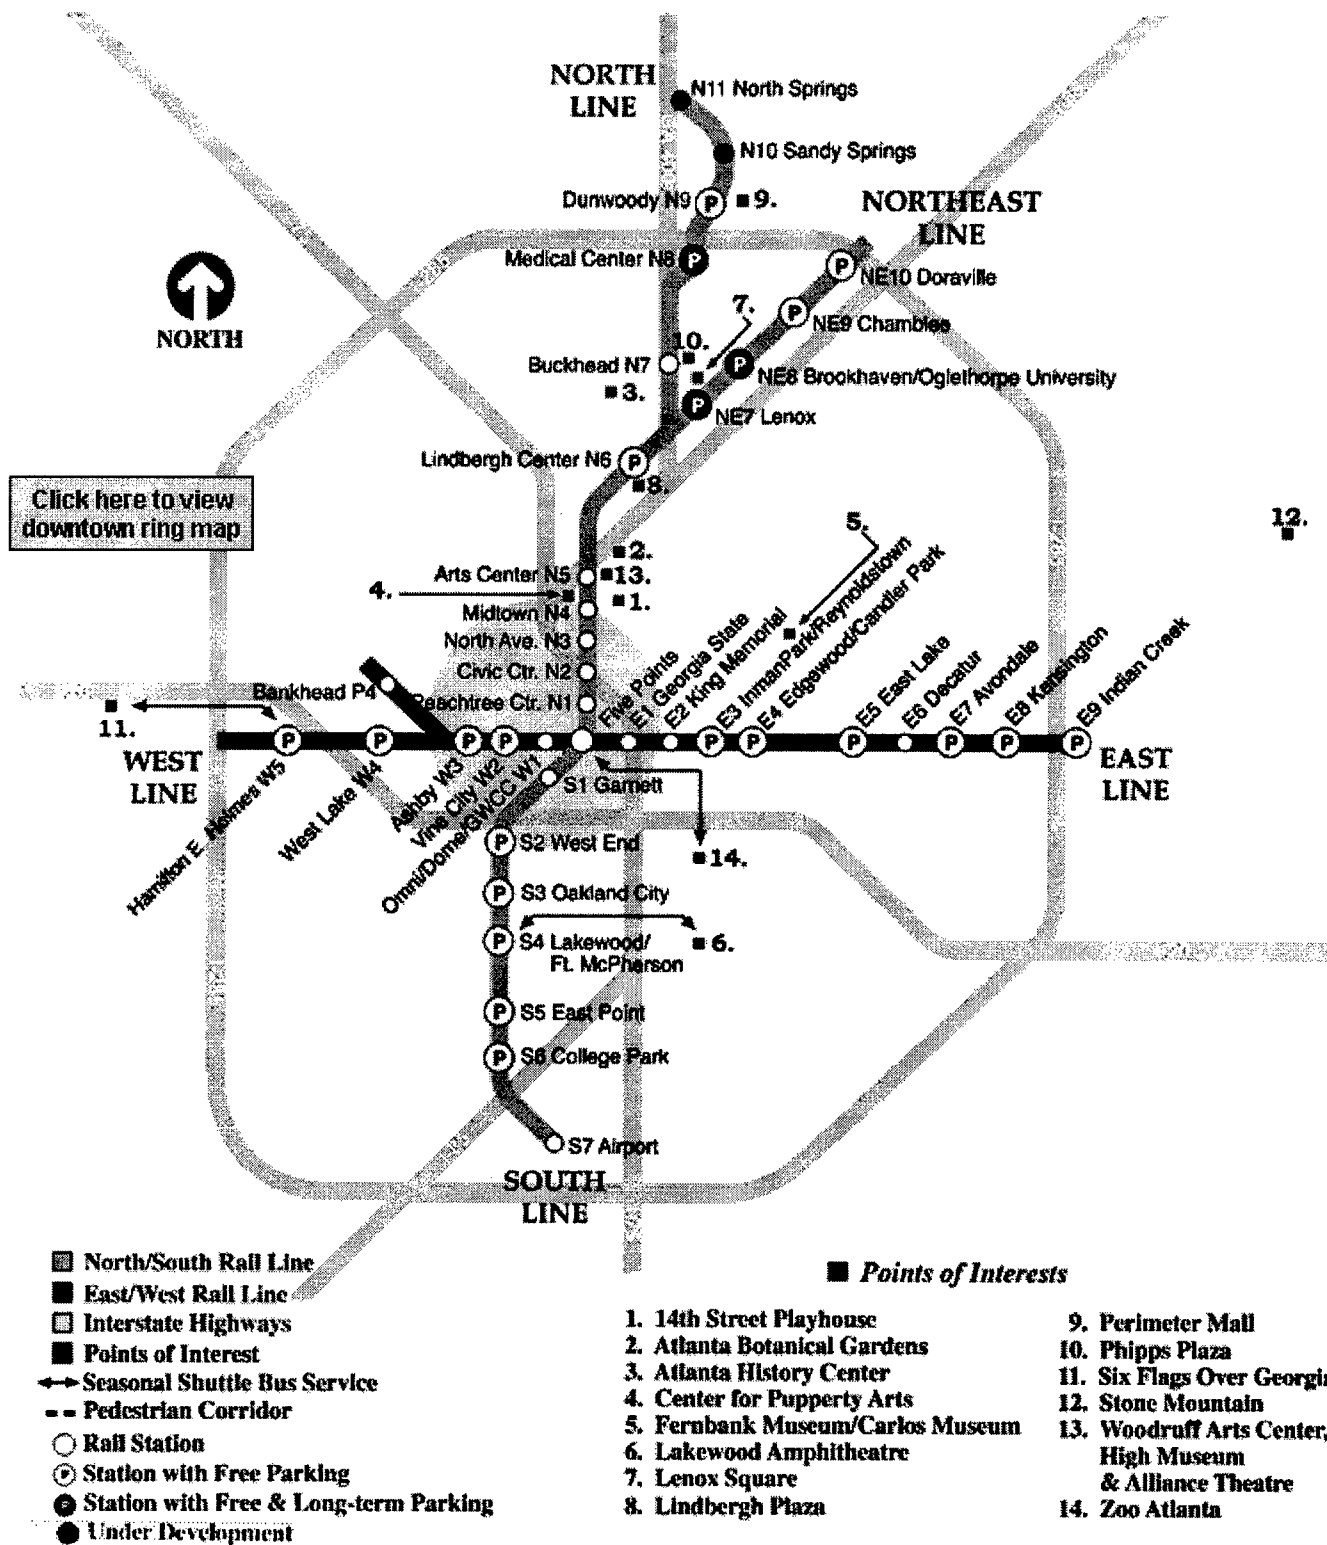 NORTH
LINE
N11 North Springs
N10 Sandy Springs
Dunwoody N9
9.
NORTHEAST
LINE
Medical Center N8
NE10 Doraville
NORTH
7.
NE9 Chamblee
10.
Buckhead N7
NE8 Brookhaven/Oglethorpe University
3.
NE7 Lenox
Lindbergh Center N6
8.
Click here to view
downtown ring map
5.
12.
2.
Arts Center N5
13.
4.
1.
Midtown N4
North Ave. N3
Civic Ctr. N2
Peachtree Ctr. N1
Bankhead P4
Five Points
E1 Georgia State
E2 King Memorial
E3 InmanPark/Reynoldstown
E4 Edgewood/Candler Park
E5 East Lake
E6 Decatur
E7 Avondale
E8 Kensington
E9 Indian Creek
11.
WEST
LINE
EAST
LINE
Hamilton E. Holmes W5
West Lake W4
Ashby W3
Vine City W2
Omni/Dome/GWCC W1
S1 Garnett
S2 West End
14.
S3 Oakland City
S4 Lakewood/
Ft. McPherson
6.
S5 East Point
S6 College Park
S7 Airport
SOUTH
LINE
North/South Rail Line
East/West Rail Line
Interstate Highways
Points of Interest
Seasonal Shuttle Bus Service
Pedestrian Corridor
Rail Station
P Station with Free Parking
P Station with Free & Long-term Parking
Under Development
Points of Interests
1. 14th Street Playhouse
2. Atlanta Botanical Gardens
3. Atlanta History Center
4. Center for Pupperty Arts
5. Fernbank Museum/Carlos Museum
6. Lakewood Amphitheatre
7. Lenox Square
8. Lindbergh Plaza
9. Perimeter Mall
10. Phipps Plaza
11. Six Flags Over Georgia
12. Stone Mountain
13. Woodruff Arts Center,
High Museum
& Alliance Theatre
14. Zoo Atlanta